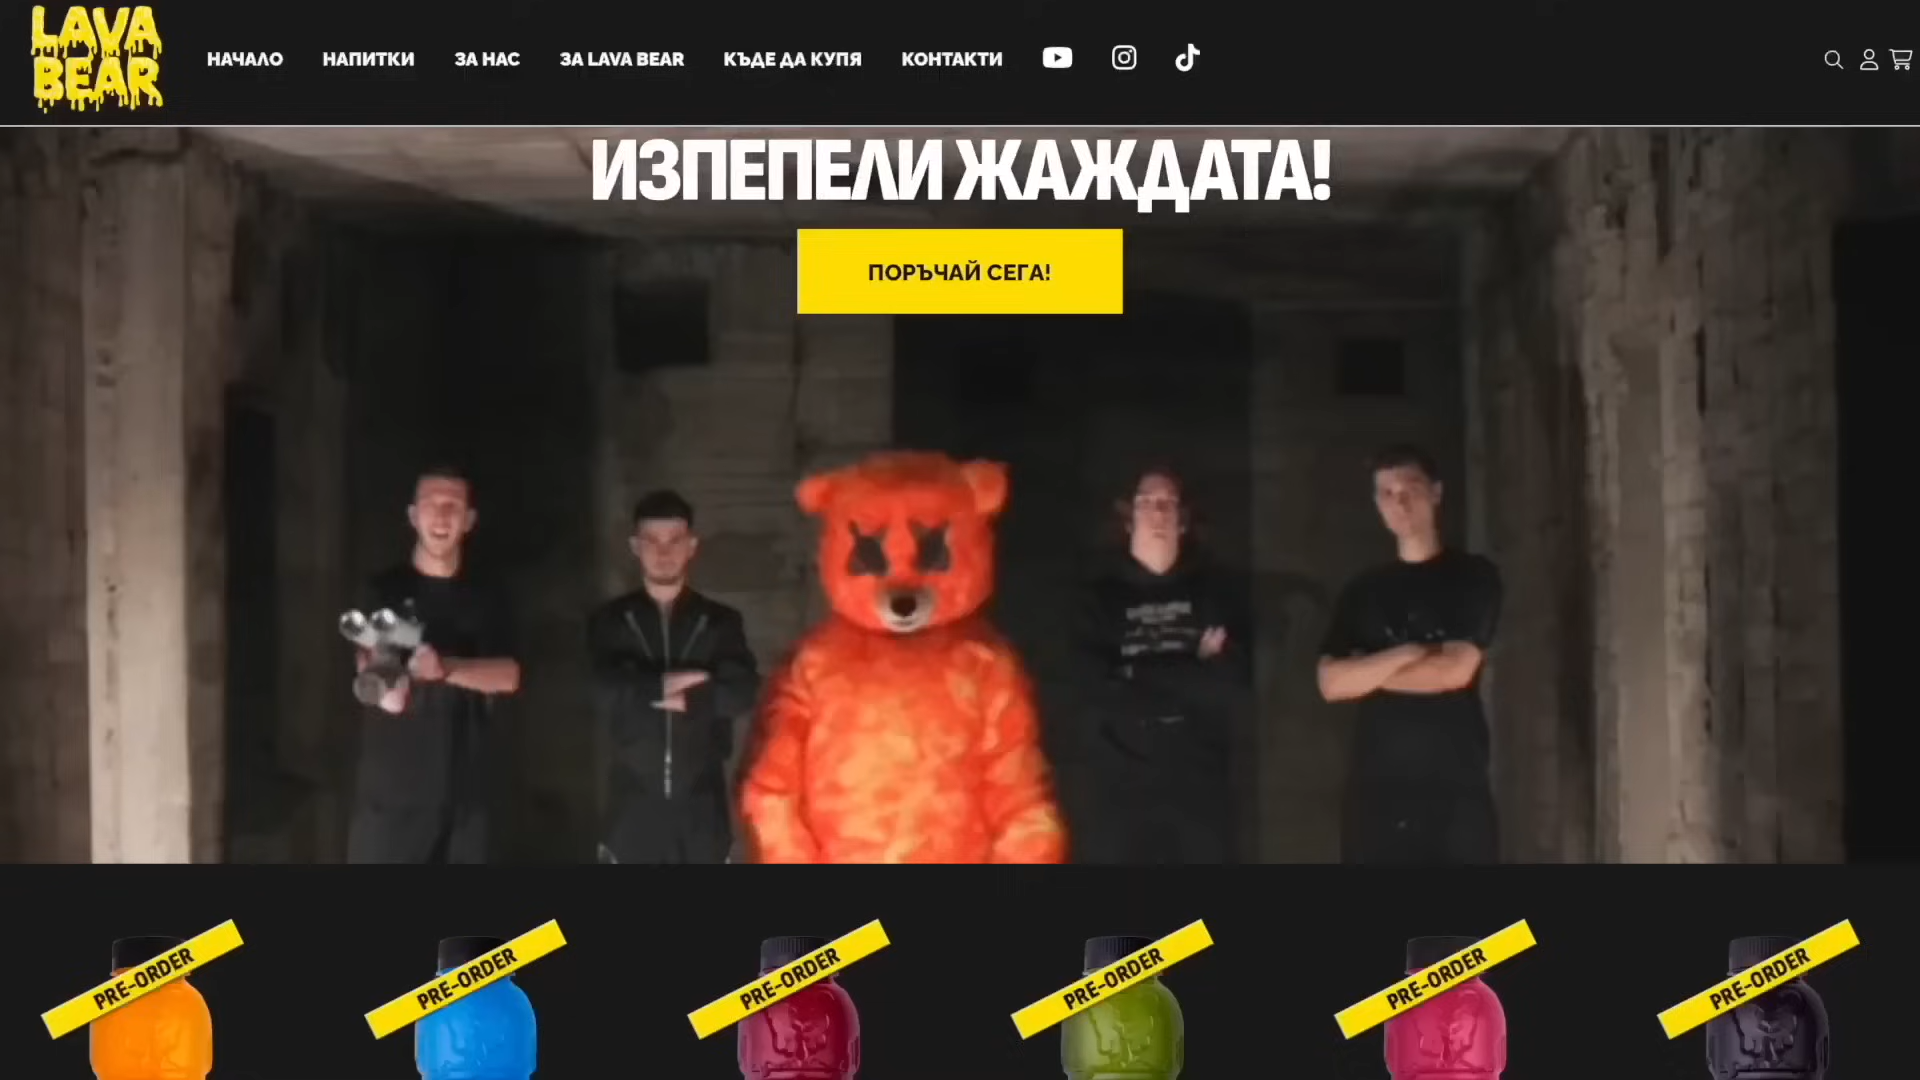 LAVA
BEAR
НАЧАЛО НАПИТКИ ЗА НАС ЗА LAVA BEAR КЪДЕ ДА КУПЯ КОНТАКТИ
ИЗПЕПЕЛИ ЖАЖДАТА!
ПОРЪЧАЙ СЕГА!
PRE-ORDER PRE-ORDER PRE-ORDER PRE-ORDER PRE-ORDER PRE-ORDER